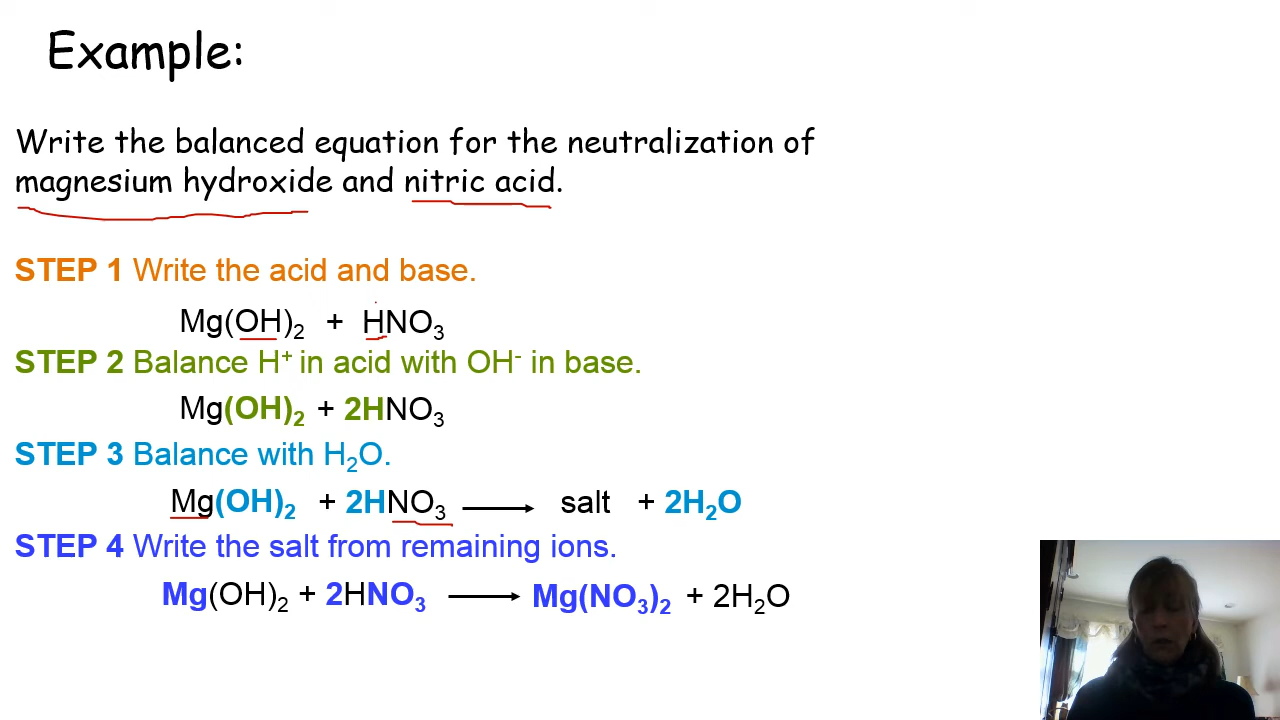 Example:
Write the balanced equation for the neutralization of
magnesium hydroxide and nitric acid.
STEP 1 Write the acid and base.
Mg(OH)₂ + HNO₃
STEP 2 Balance H⁺ in acid with OH⁻ in base.
Mg(OH)₂ + 2HNO₃
STEP 3 Balance with H₂O.
Mg(OH)₂ + 2HNO₃ ⟶ salt + 2H₂O
STEP 4 Write the salt from remaining ions.
Mg(OH)₂ + 2HNO₃ ⟶ Mg(NO₃)₂ + 2H₂O